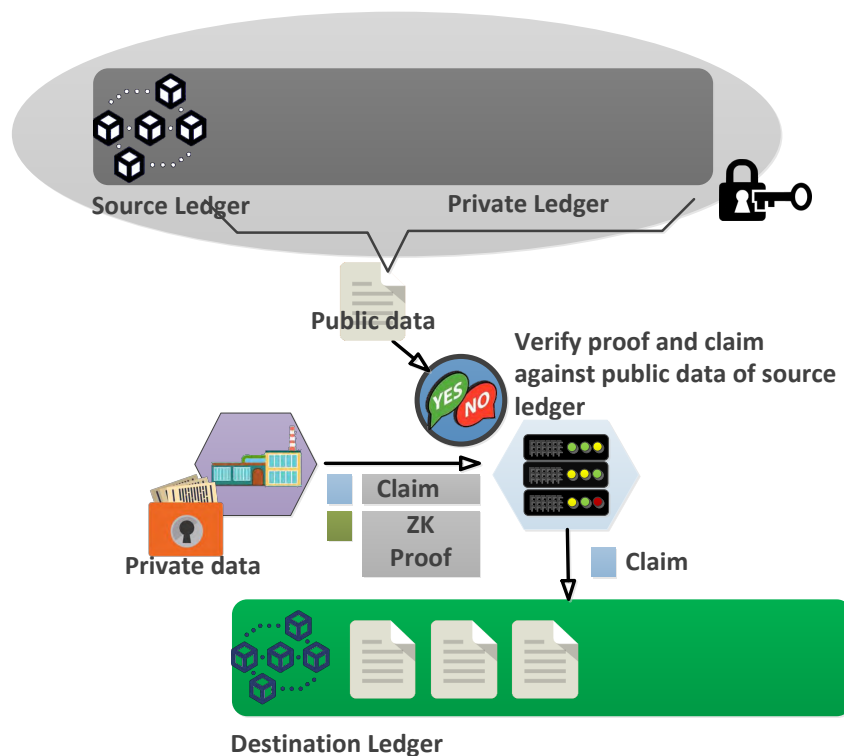 Source Ledger
Private Ledger
Public data
Verify proof and claim
against public data of source
ledger
YES
NO
Claim
ZK
Proof
Private data
Claim
Destination Ledger